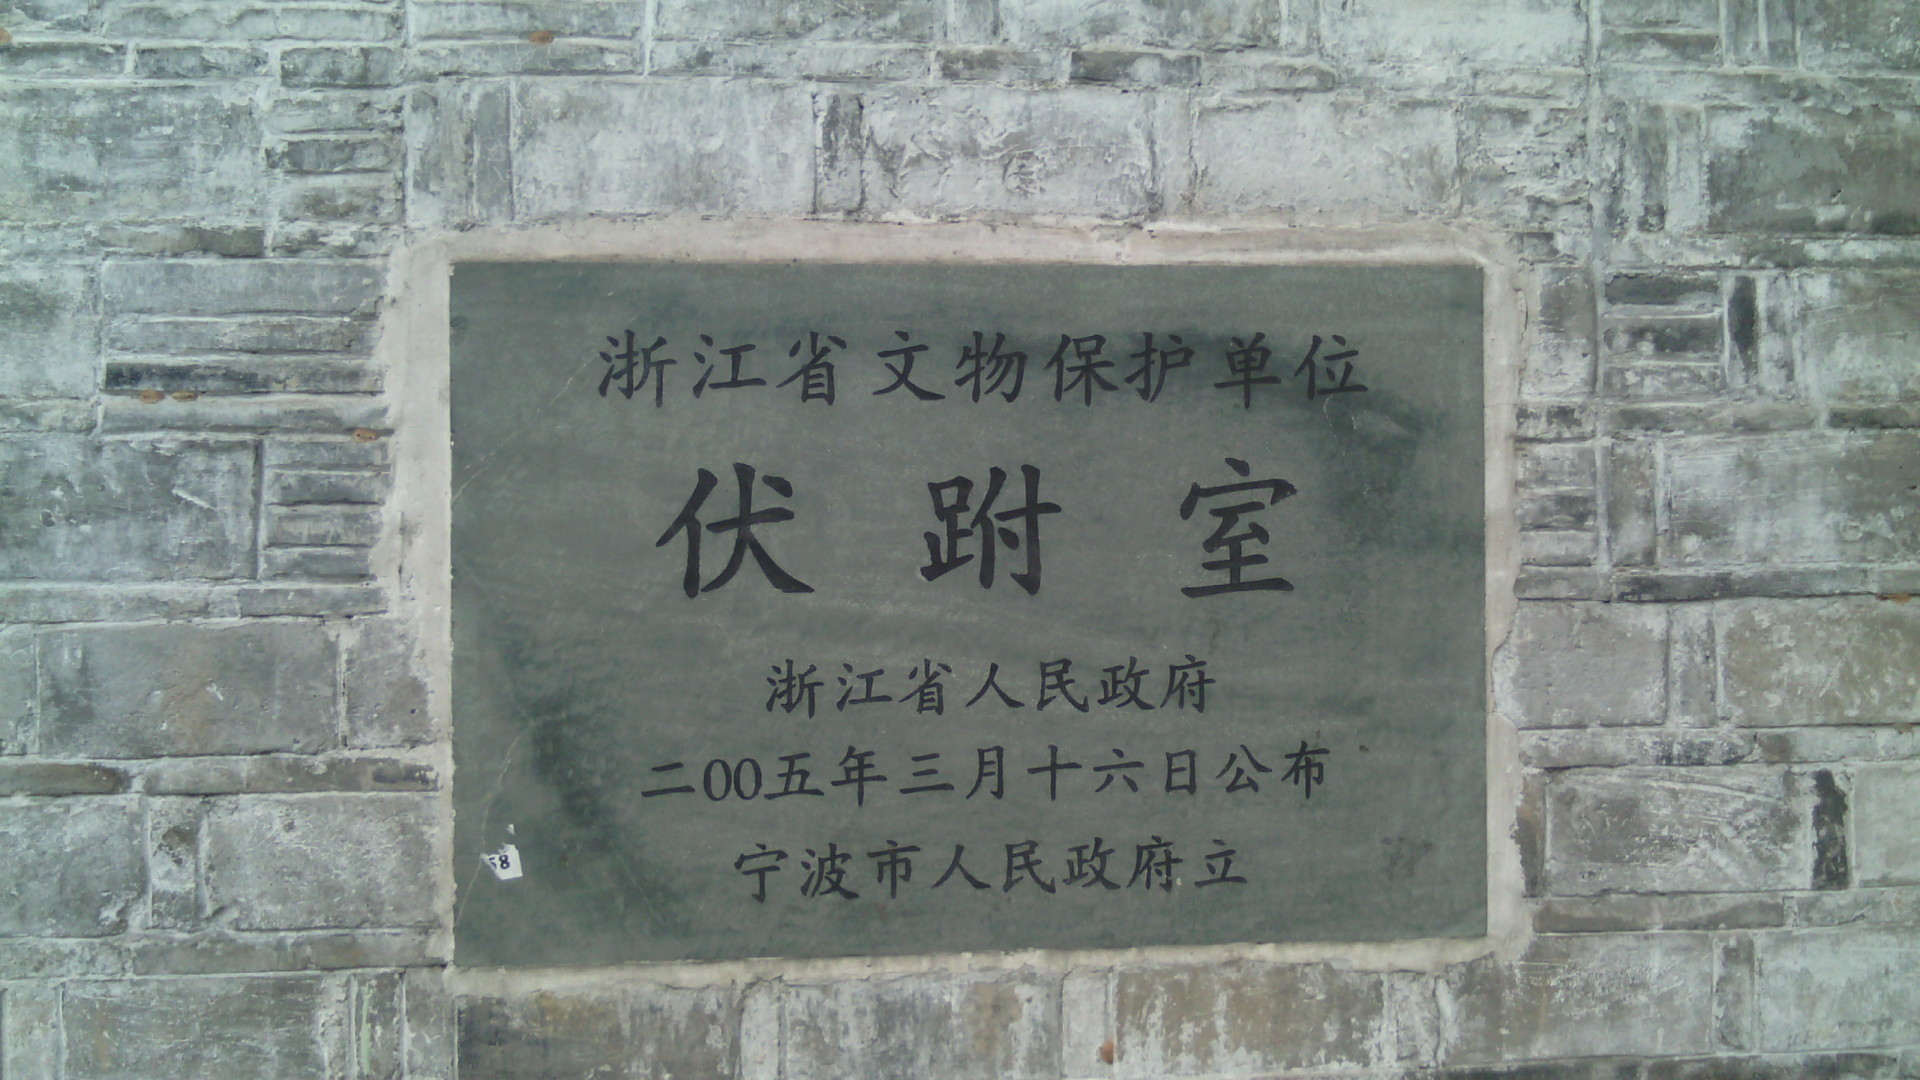 浙江省文物保护单位
伏跗室
浙江省人民政府
二00五年三月十六日公布
宁波市人民政府立
58